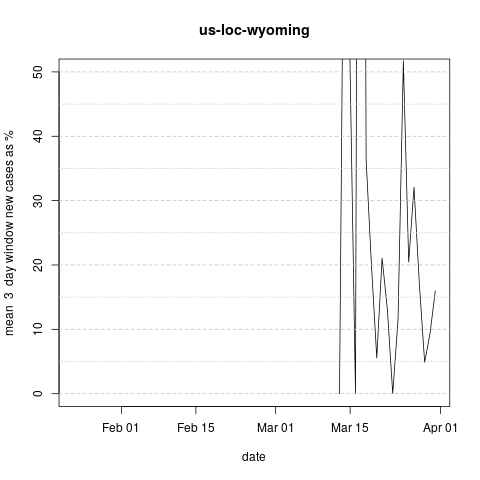 us-loc-wyoming
mean 3 day window new cases as %
50
40
30
20
10
0
Feb 01
Feb 15
Mar 01
Mar 15
Apr 01
date